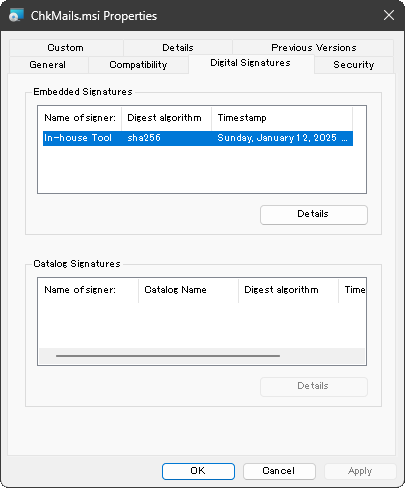 ChkMails.msi Properties
Custom Details Previous Versions
General Compatibility Digital Signatures Security
Embedded Signatures
Name of signer: Digest algorithm Timestamp
In-house Tool sha256 Sunday, January 12, 2025 ...
Details
Catalog Signatures
Name of signer: Catalog Name Digest algorithm Time
Details
OK Cancel Apply